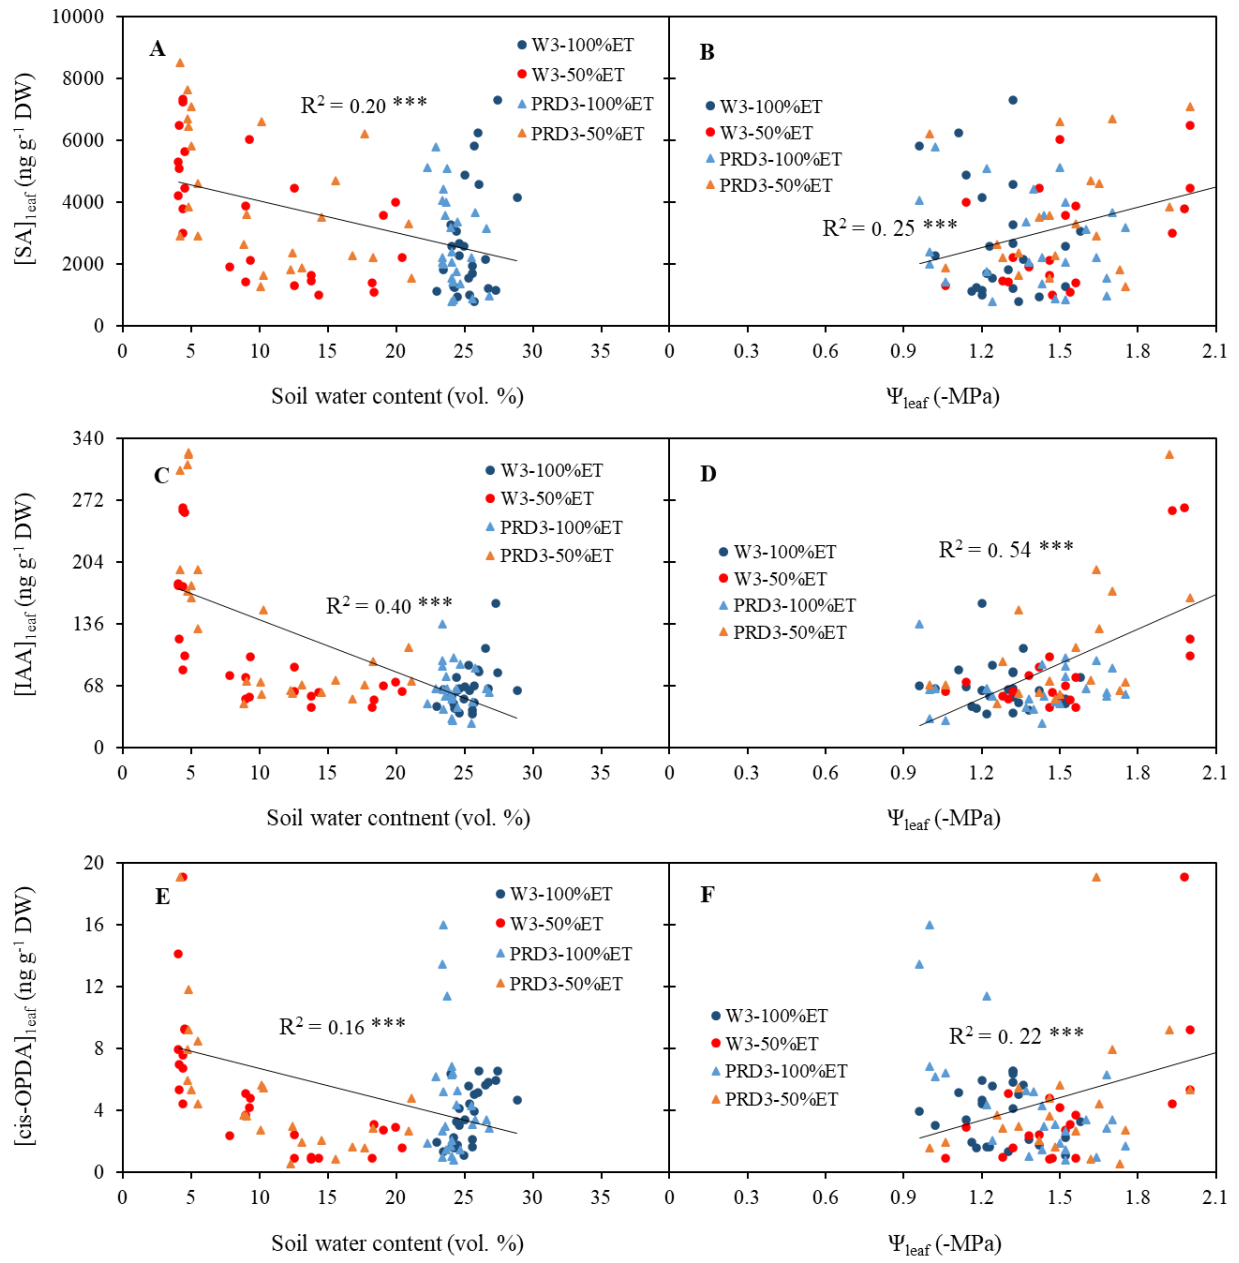 [SA]leaf (ng g-1 DW)
10000
8000
6000
4000
2000
0
A
R2 = 0.20 ***
W3-100%ET
W3-50%ET
PRD3-100%ET
PRD3-50%ET
0 5 10 15 20 25 30 35
Soil water content (vol. %)
B
W3-100%ET
W3-50%ET
PRD3-100%ET
PRD3-50%ET
R2 = 0. 25 ***
0 0.3 0.6 0.9 1.2 1.5 1.8 2.1
Ψleaf (-MPa)
[IAA]leaf (ng g-1 DW)
340
272
204
136
68
0
C
W3-100%ET
W3-50%ET
PRD3-100%ET
PRD3-50%ET
R2 = 0.40 ***
0 5 10 15 20 25 30 35
Soil water contnent (vol. %)
D
R2 = 0. 54 ***
W3-100%ET
W3-50%ET
PRD3-100%ET
PRD3-50%ET
0 0.3 0.6 0.9 1.2 1.5 1.8 2.1
Ψleaf (-MPa)
[cis-OPDA]leaf (ng g-1 DW)
20
16
12
8
4
0
E
W3-100%ET
W3-50%ET
PRD3-100%ET
PRD3-50%ET
R2 = 0.16 ***
0 5 10 15 20 25 30 35
Soil water content (vol. %)
F
W3-100%ET
W3-50%ET
PRD3-100%ET
PRD3-50%ET
R2 = 0. 22 ***
0 0.3 0.6 0.9 1.2 1.5 1.8 2.1
Ψleaf (-MPa)